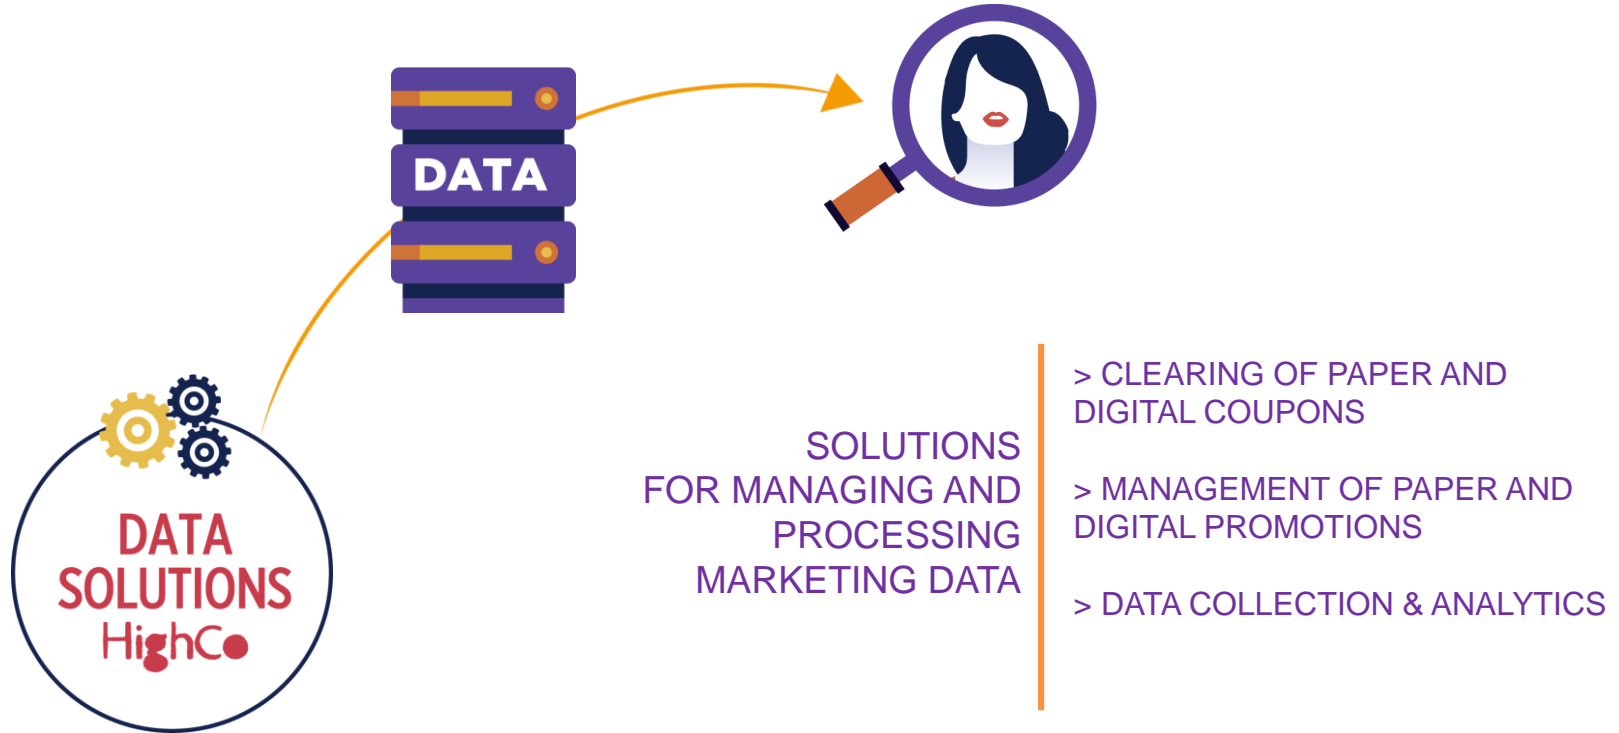 DATA
DATA
SOLUTIONS
HighCo
SOLUTIONS
FOR MANAGING AND
PROCESSING
MARKETING DATA
> CLEARING OF PAPER AND
DIGITAL COUPONS
> MANAGEMENT OF PAPER AND
DIGITAL PROMOTIONS
> DATA COLLECTION & ANALYTICS